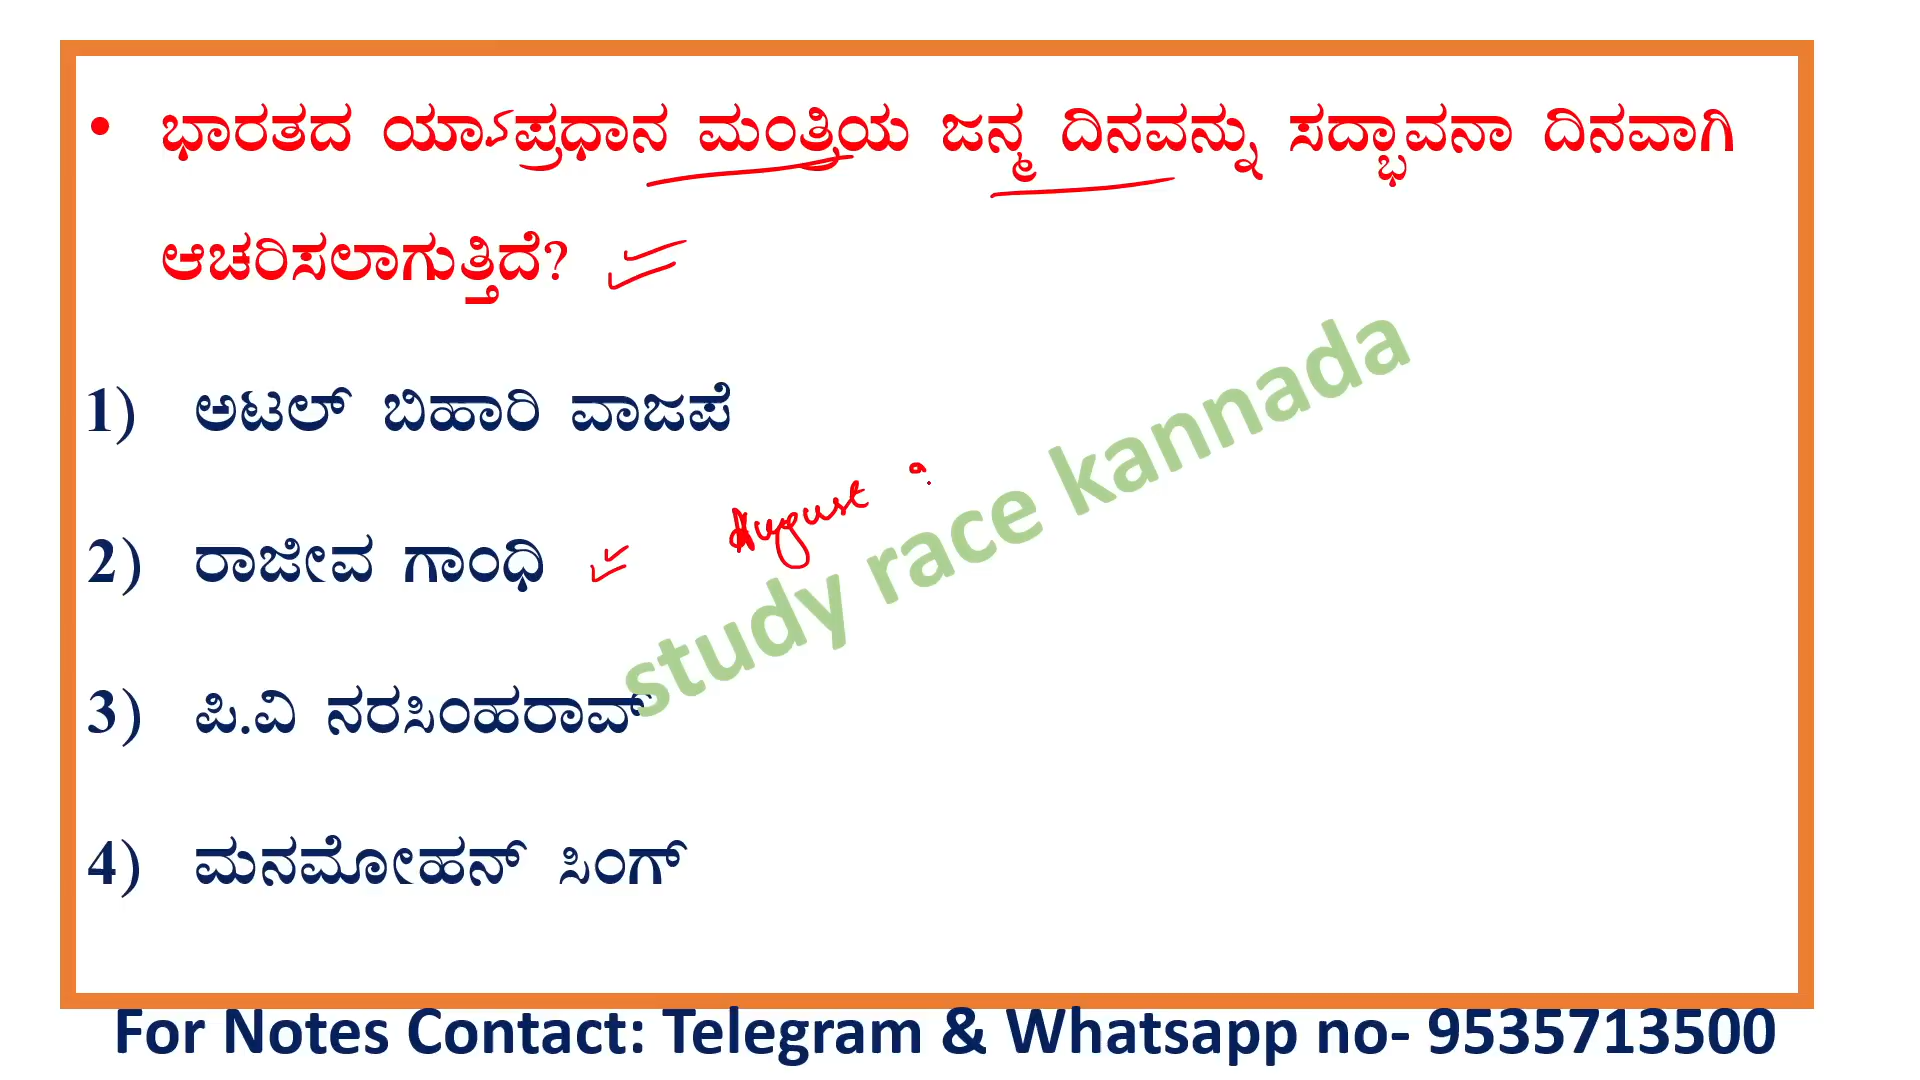 • ಭಾರತದ ಯಾವ ಪ್ರಧಾನ ಮಂತ್ರಿಯ ಜನ್ಮ ದಿನವನ್ನು ಸದ್ಭಾವನಾ ದಿನವಾಗಿ
ಆಚರಿಸಲಾಗುತ್ತಿದೆ?
1) ಅಟಲ್ ಬಿಹಾರಿ ವಾಜಪೆ
August
2) ರಾಜೀವ ಗಾಂಧಿ
study race kannada
3) ಪಿ.ವಿ ನರಸಿಂಹರಾವ್
4) ಮನಮೋಹನ್ ಸಿಂಗ್
For Notes Contact: Telegram & Whatsapp no- 9535713500